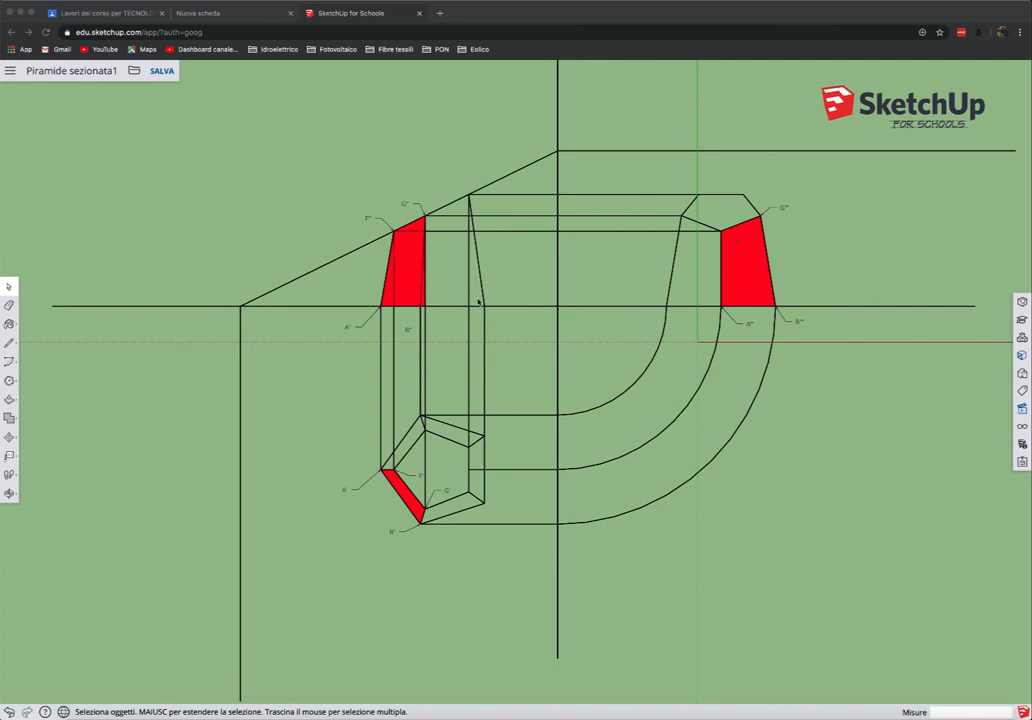 Lavori del corso per TECNOLO
Nuova scheda
SketchUp for Schools
edu.sketchup.com/app/?auth=goog
App
Gmail
YouTube
Maps
Dashboard canale...
Idroelettrico
Fotovoltaico
Fibre tessili
PON
Eolico
Piramide sezionata1
SALVA
SketchUp
FOR SCHOOLS
G"
F"
G'"
A'
B"
A'"
B'"
A'
G'
B'
Seleziona oggetti. MAIUSC per estendere la selezione. Trascina il mouse per selezione multipla.
Misure